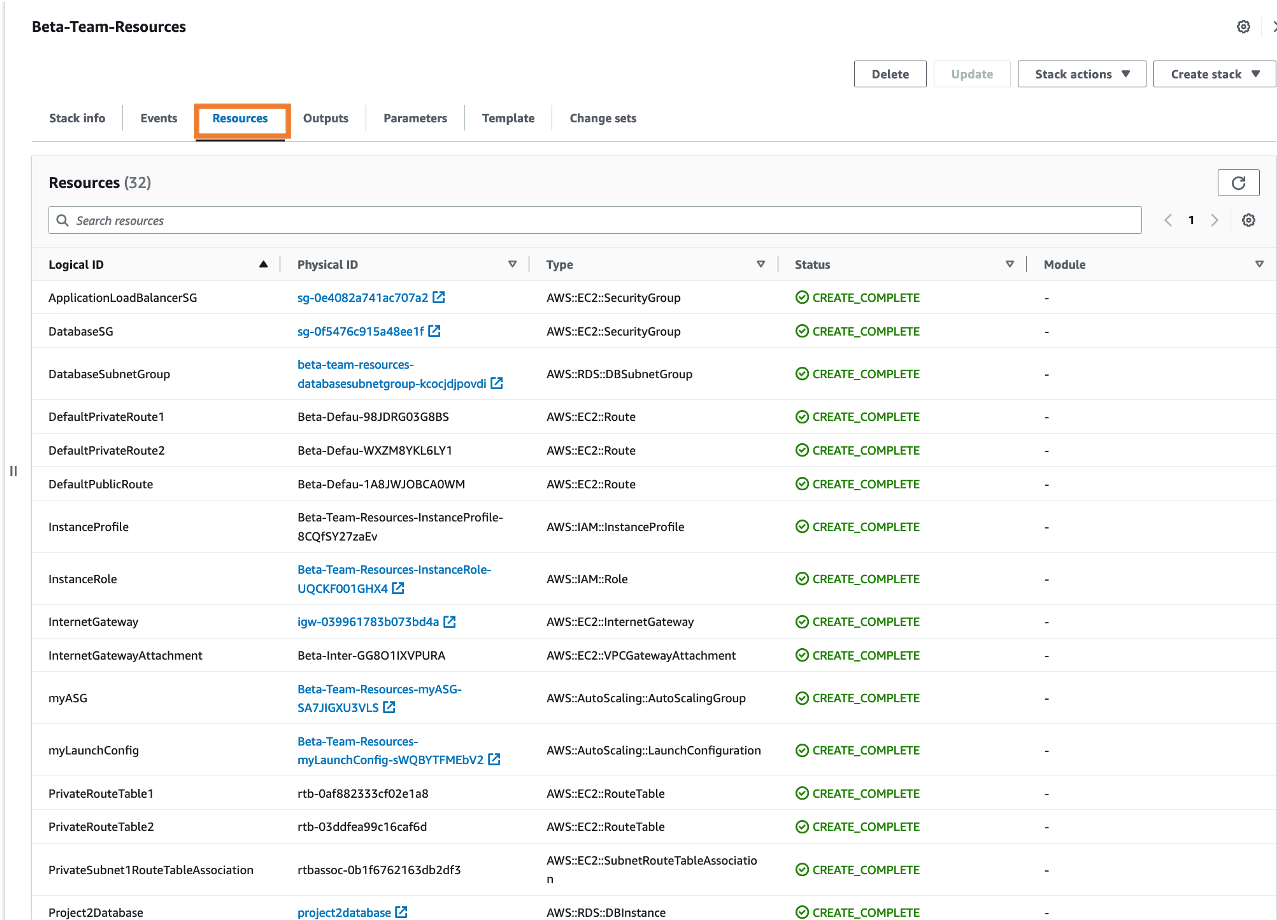 Beta-Team-Resources
Delete
Update
Stack actions
Create stack
Stack info
Events
Resources
Outputs
Parameters
Template
Change sets
Resources (32)
Search resources
1
Logical ID
Physical ID
Type
Status
Module
ApplicationLoadBalancerSG sg-0e4082a741ac707a2 AWS::EC2::SecurityGroup CREATE_COMPLETE -
DatabaseSG sg-0f5476c915a48ee1f AWS::EC2::SecurityGroup CREATE_COMPLETE -
DatabaseSubnetGroup beta-team-resources-
databasesubnetgroup-kcocjdjpovdi AWS::RDS::DBSubnetGroup CREATE_COMPLETE -
DefaultPrivateRoute1 Beta-Defau-98JDRG03G8BS AWS::EC2::Route CREATE_COMPLETE -
DefaultPrivateRoute2 Beta-Defau-WXZM8YKL6LY1 AWS::EC2::Route CREATE_COMPLETE -
DefaultPublicRoute Beta-Defau-1A8JWJOBCA0WM AWS::EC2::Route CREATE_COMPLETE -
InstanceProfile Beta-Team-Resources-InstanceProfile-
8CQfSY27zaEv AWS::IAM::InstanceProfile CREATE_COMPLETE -
InstanceRole Beta-Team-Resources-InstanceRole-
UQCKF001GHX4 AWS::IAM::Role CREATE_COMPLETE -
InternetGateway igw-039961783b073bd4a AWS::EC2::InternetGateway CREATE_COMPLETE -
InternetGatewayAttachment Beta-Inter-GG8O1IXVPURA AWS::EC2::VPCGatewayAttachment CREATE_COMPLETE -
myASG Beta-Team-Resources-myASG-
SA7JIGXU3VLS AWS::AutoScaling::AutoScalingGroup CREATE_COMPLETE -
myLaunchConfig Beta-Team-Resources-
myLaunchConfig-sWQBYTFMEbV2 AWS::AutoScaling::LaunchConfiguration CREATE_COMPLETE -
PrivateRouteTable1 rtb-0af882333cf02e1a8 AWS::EC2::RouteTable CREATE_COMPLETE -
PrivateRouteTable2 rtb-03ddfea99c16caf6d AWS::EC2::RouteTable CREATE_COMPLETE -
PrivateSubnet1RouteTableAssociation rtbassoc-0b1f6762163db2df3 AWS::EC2::SubnetRouteTableAssociatio
n CREATE_COMPLETE -
Project2Database project2database AWS::RDS::DBInstance CREATE_COMPLETE -